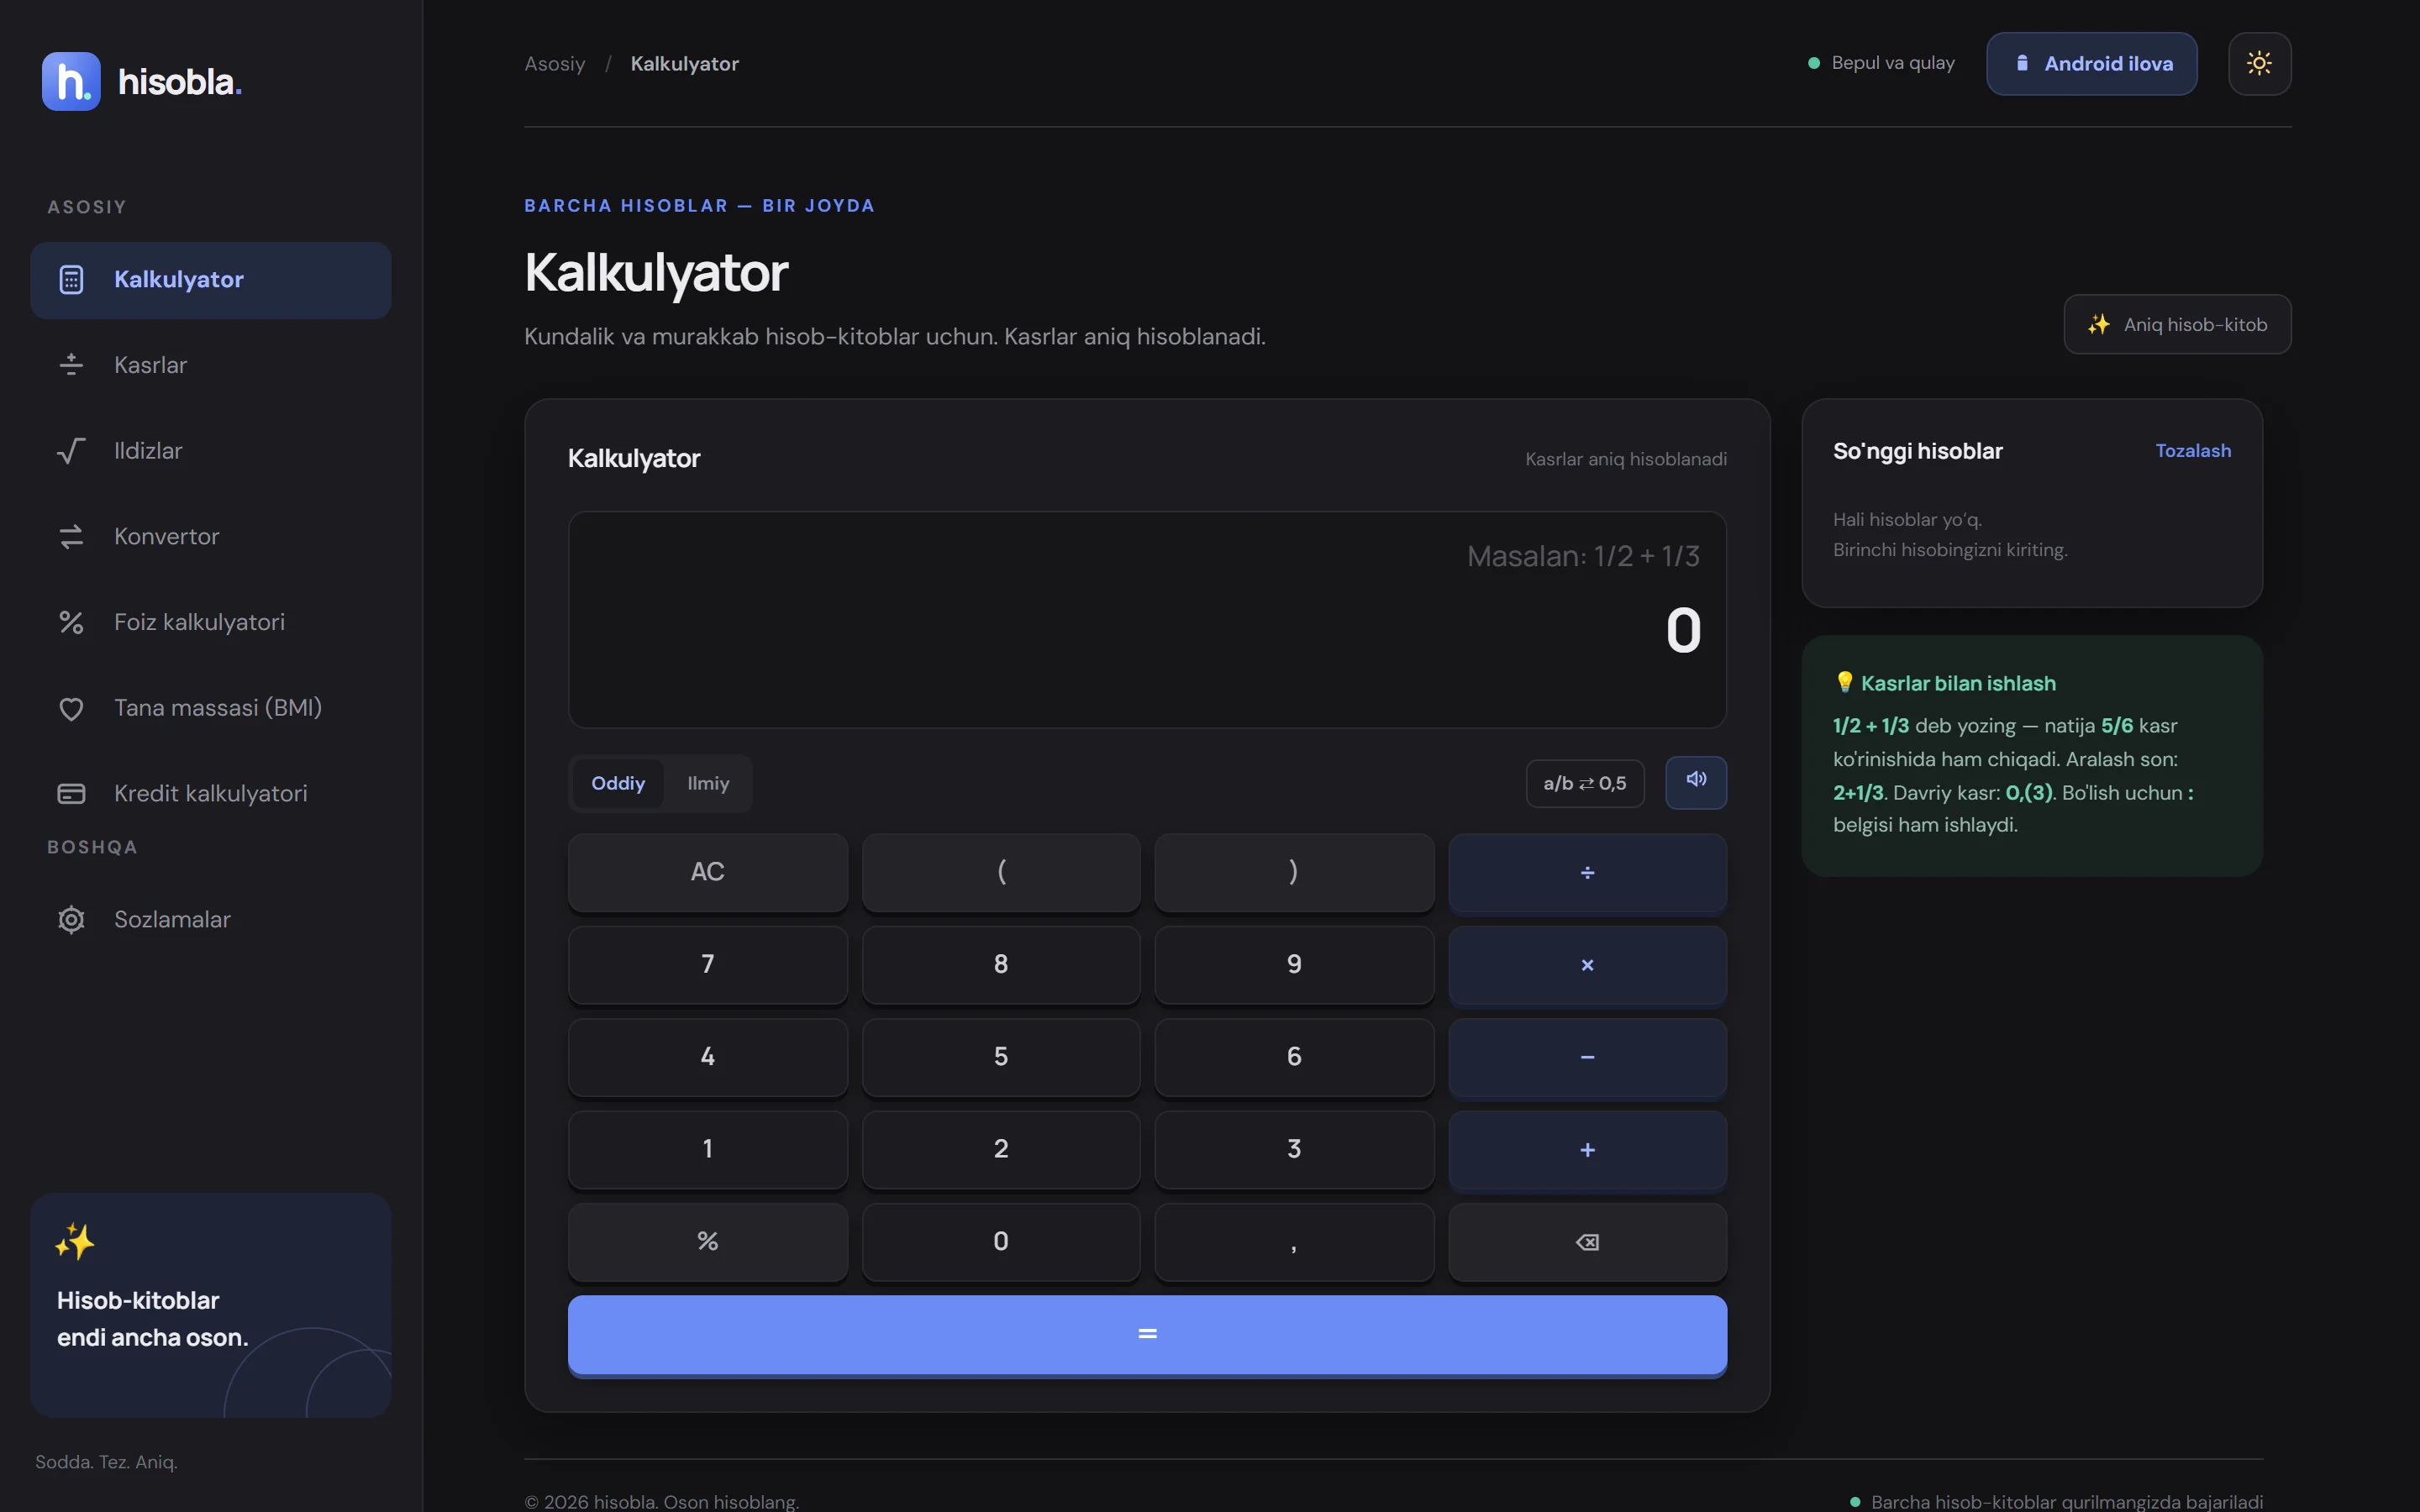 h.
hisobla.
ASOSIY
Kalkulyator
Kasrlar
Ildizlar
Konvertor
Foiz kalkulyatori
Tana massasi (BMI)
Kredit kalkulyatori
BOSHQA
Sozlamalar
Hisob-kitoblar
endi ancha oson.
Sodda. Tez. Aniq.
Asosiy / Kalkulyator
Bepul va qulay
Android ilova
BARCHA HISOBLAR — BIR JOYDA
Kalkulyator
Kundalik va murakkab hisob-kitoblar uchun. Kasrlar aniq hisoblanadi.
Aniq hisob-kitob
Kalkulyator
Kasrlar aniq hisoblanadi
Masalan: 1/2 + 1/3
0
Oddiy Ilmiy
a/b ⇄ 0,5
AC ( ) ÷
7 8 9 ×
4 5 6 −
1 2 3 +
% 0 , ⌫
=
So'nggi hisoblar
Tozalash
Hali hisoblar yo‘q.
Birinchi hisobingizni kiriting.
💡 Kasrlar bilan ishlash
1/2 + 1/3 deb yozing — natija 5/6 kasr
ko'rinishida ham chiqadi. Aralash son:
2+1/3. Davriy kasr: 0,(3). Bo'lish uchun :
belgisi ham ishlaydi.
© 2026 hisobla. Oson hisoblang.
Barcha hisob-kitoblar qurilmangizda bajariladi